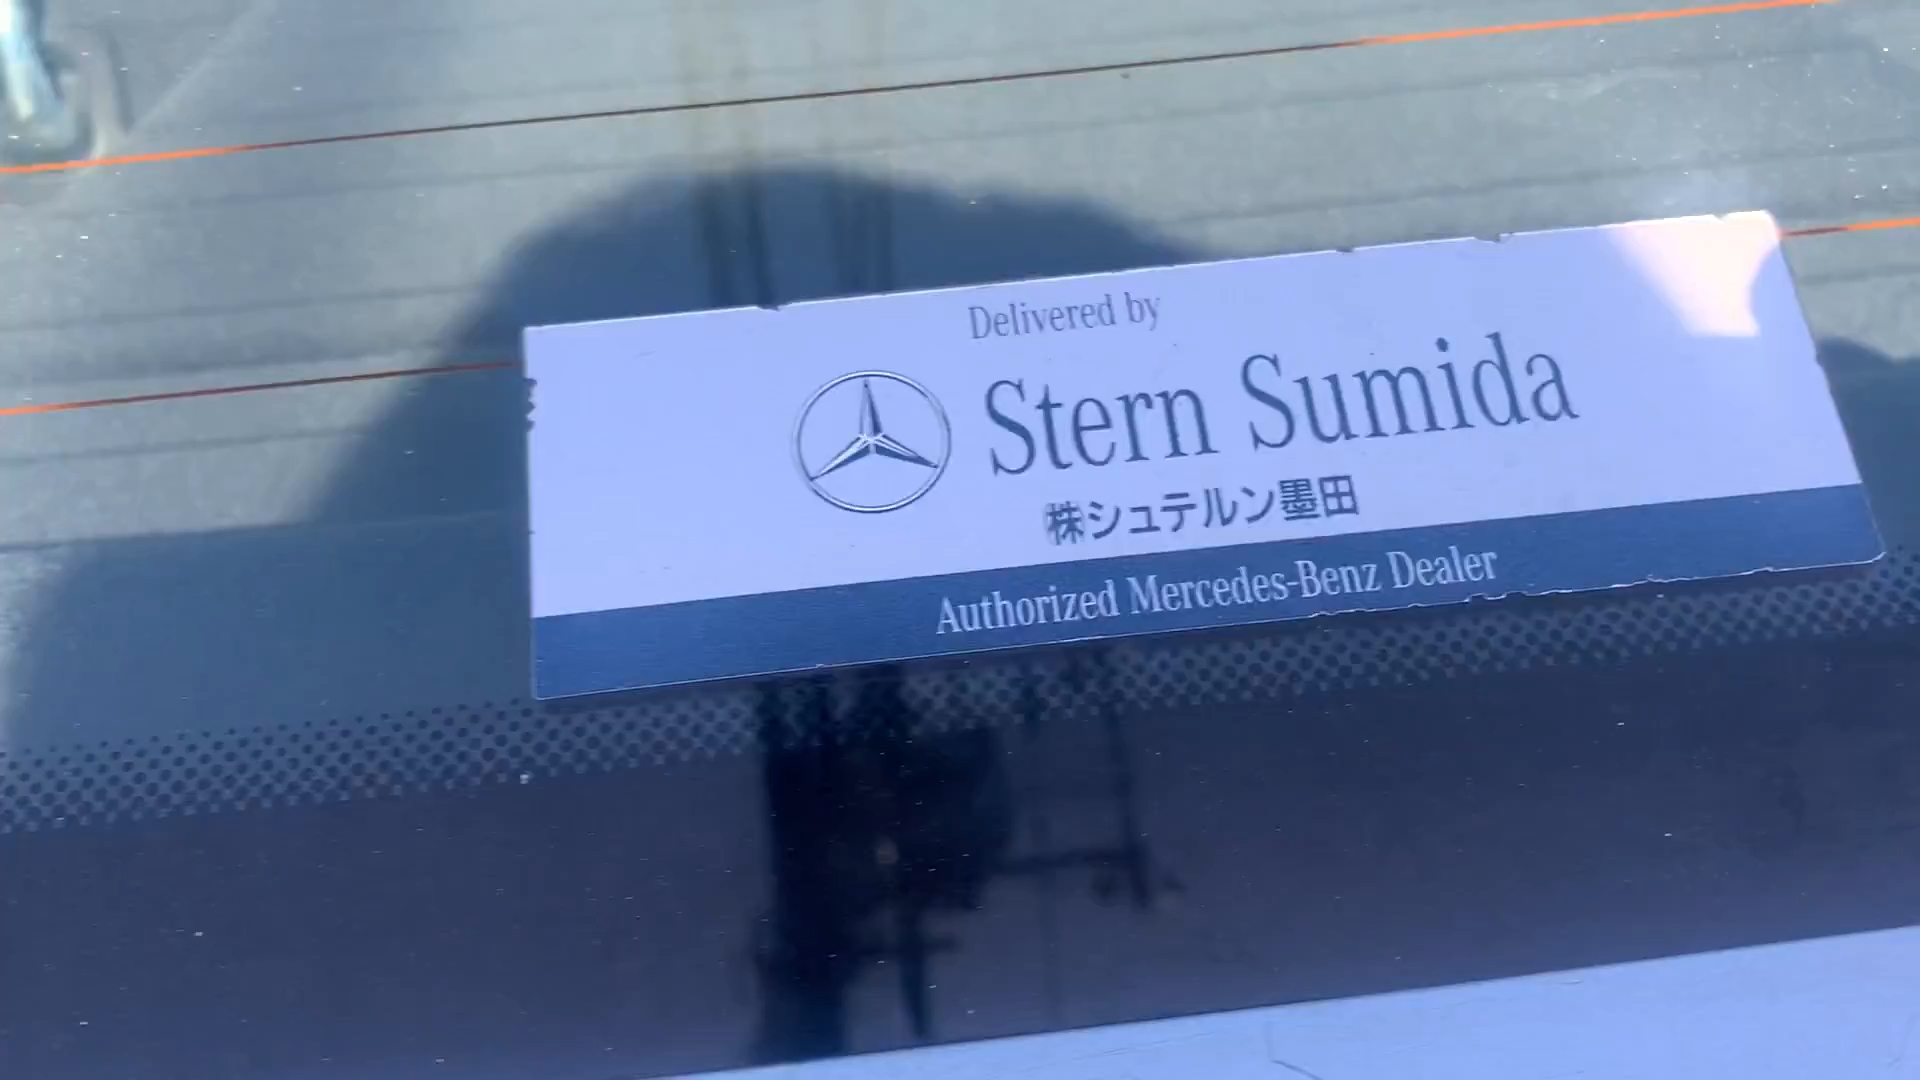 Delivered by
Stern Sumida
㈱シュテルン墨田
Authorized Mercedes-Benz Dealer